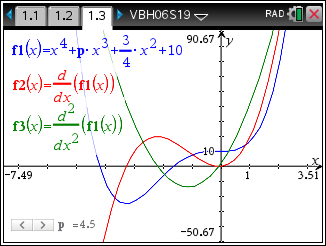 1.1 1.2 1.3 VBH06S19 RAD
90.67 y
f1(x)=x⁴+p·x³+3/4·x²+10
f2(x)=d/dx(f1(x))
f3(x)=d²/dx²(f1(x))
10
x
-7.49 1 3.51
p =4.5
-50.67